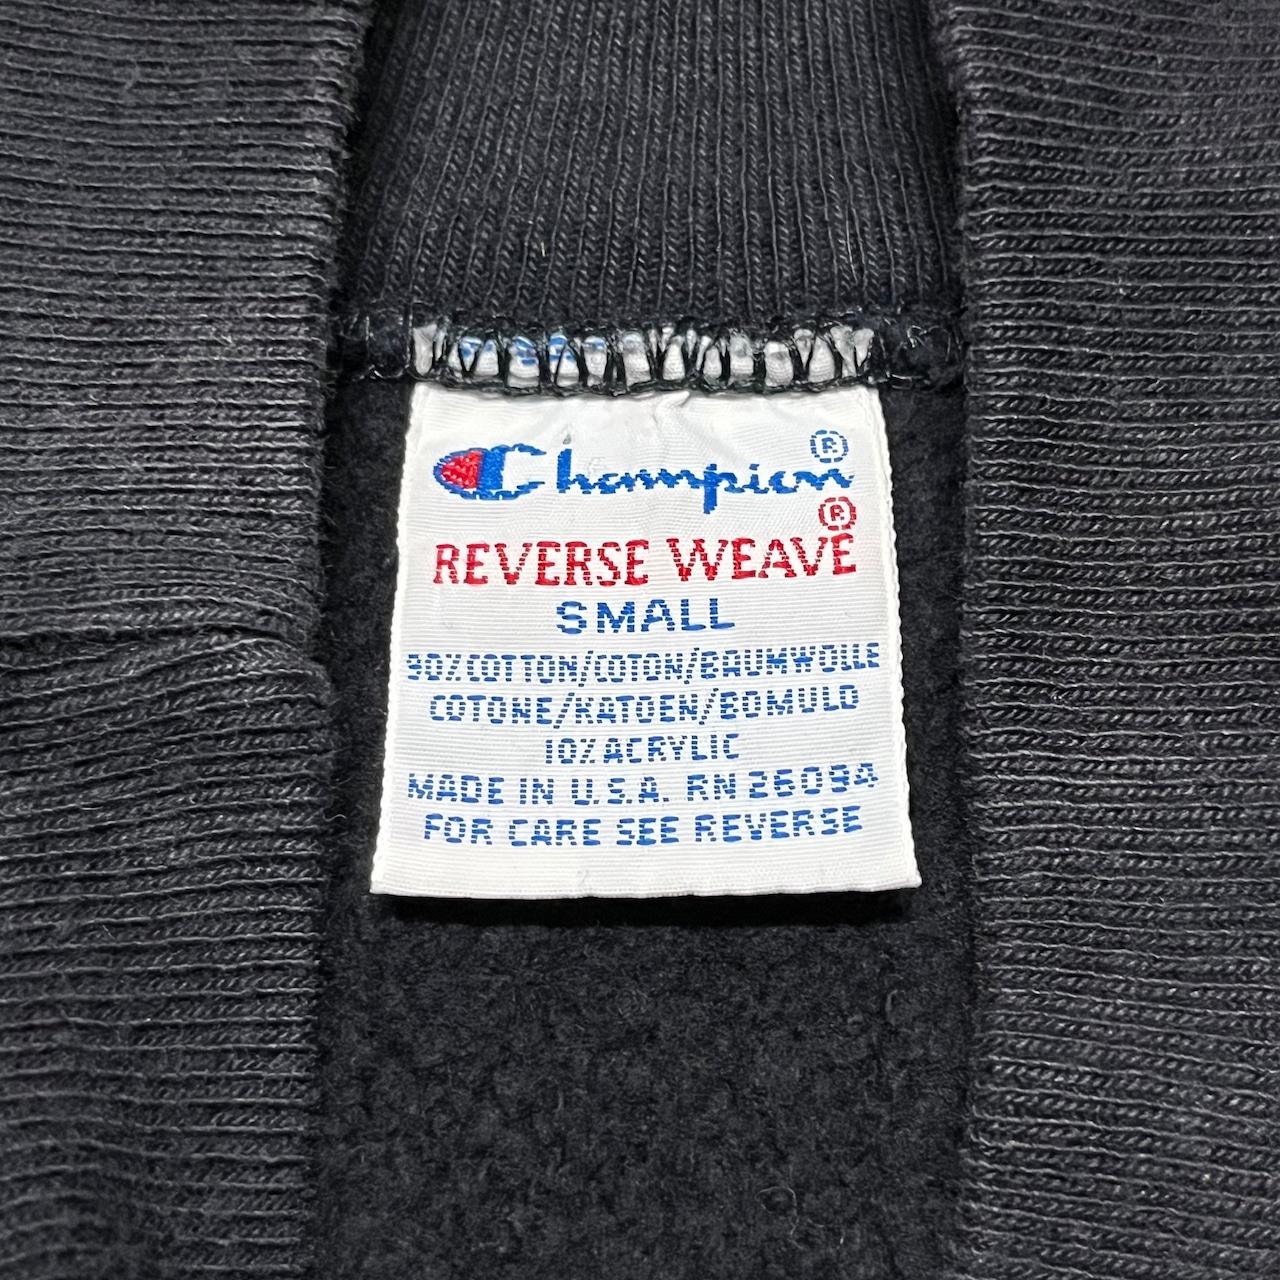 Champion®
REVERSE WEAVE®
SMALL
90% COTTON/COTON/BAUMWOLLE
COTONE/KATOEN/BOMULD
10% ACRYLIC
MADE IN U.S.A. RN 26094
FOR CARE SEE REVERSE